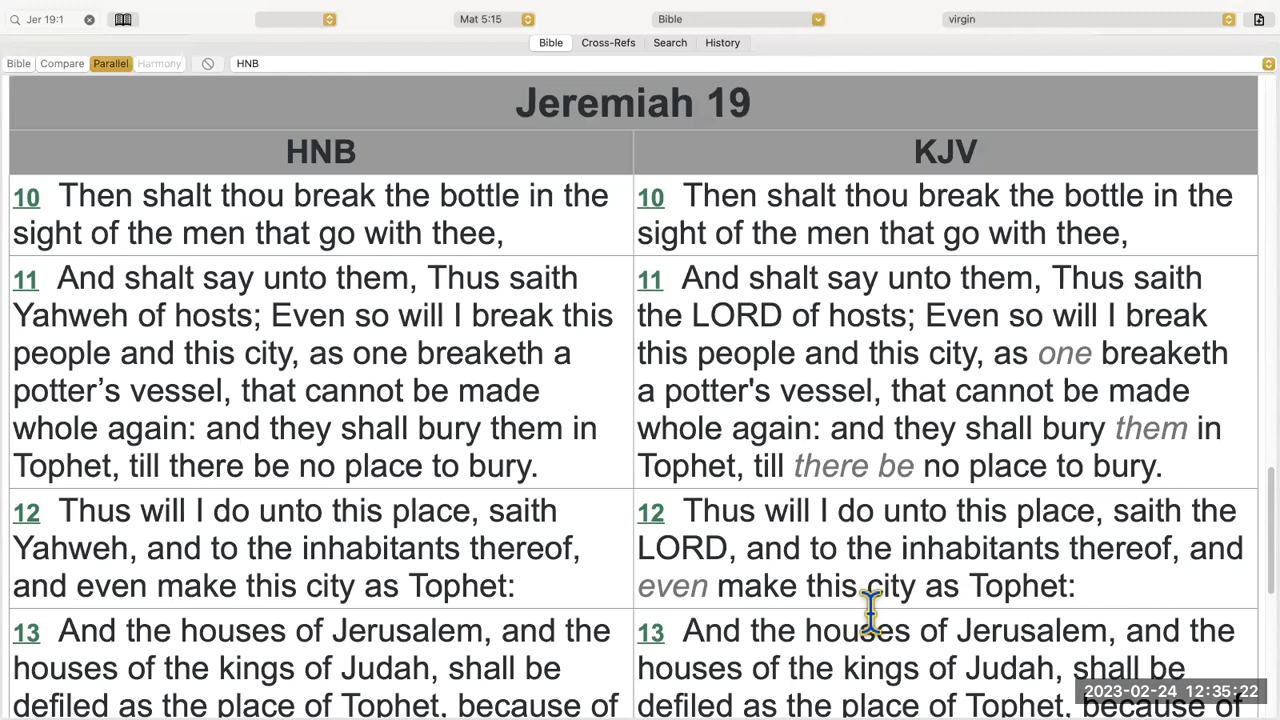 Jer 19:1
Mat 5:15
Bible
virgin
Bible
Cross-Refs
Search
History
Bible
Compare
Parallel
Harmony
HNB
Jeremiah 19
HNB
KJV
10 Then shalt thou break the bottle in the
sight of the men that go with thee,
10 Then shalt thou break the bottle in the
sight of the men that go with thee,
11 And shalt say unto them, Thus saith
Yahweh of hosts; Even so will I break this
people and this city, as one breaketh a
potter’s vessel, that cannot be made
whole again: and they shall bury them in
Tophet, till there be no place to bury.
11 And shalt say unto them, Thus saith
the LORD of hosts; Even so will I break
this people and this city, as one breaketh
a potter's vessel, that cannot be made
whole again: and they shall bury them in
Tophet, till there be no place to bury.
12 Thus will I do unto this place, saith
Yahweh, and to the inhabitants thereof,
and even make this city as Tophet:
12 Thus will I do unto this place, saith the
LORD, and to the inhabitants thereof, and
even make this city as Tophet:
13 And the houses of Jerusalem, and the
houses of the kings of Judah, shall be
defiled as the place of Tophet, because of
13 And the houses of Jerusalem, and the
houses of the kings of Judah, shall be
defiled as the place of Tophet, because of
2023-02-24 12:35:22